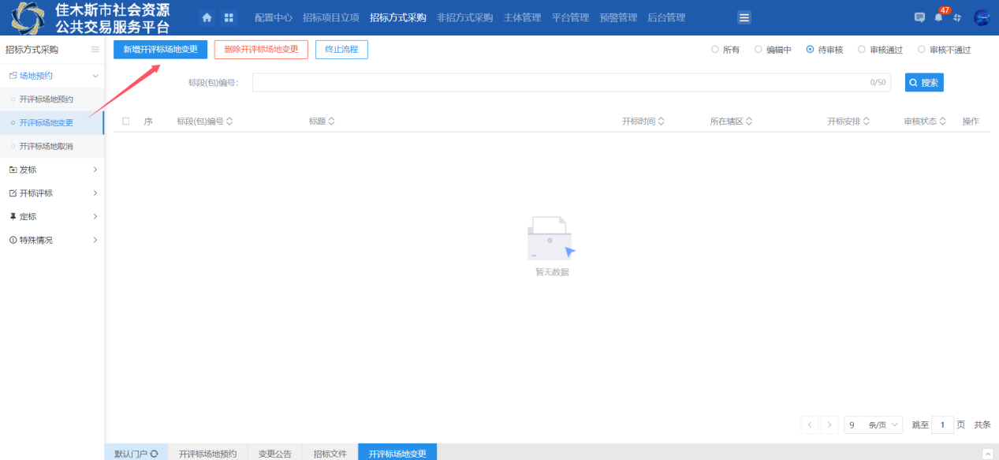 佳木斯市社会资源
公共交易服务平台
配置中心 招标项目立项 招标方式采购 非招方式采购 主体管理 平台管理 预警管理 后台管理
47
招标方式采购
场地预约
开评标场地预约
开评标场地变更
开评标场地取消
发标
开标评标
定标
特殊情况
新增开评标场地变更 删除开评标场地变更 终止流程
所有 编辑中 待审核 审核通过 审核不通过
标段(包)编号: 0/50 搜索
序 标段(包)编号 标题 开标时间 所在辖区 开标安排 审核状态 操作
暂无数据
9 条/页 跳至 1 页 共条
默认门户 开评标场地预约 变更公告 招标文件 开评标场地变更